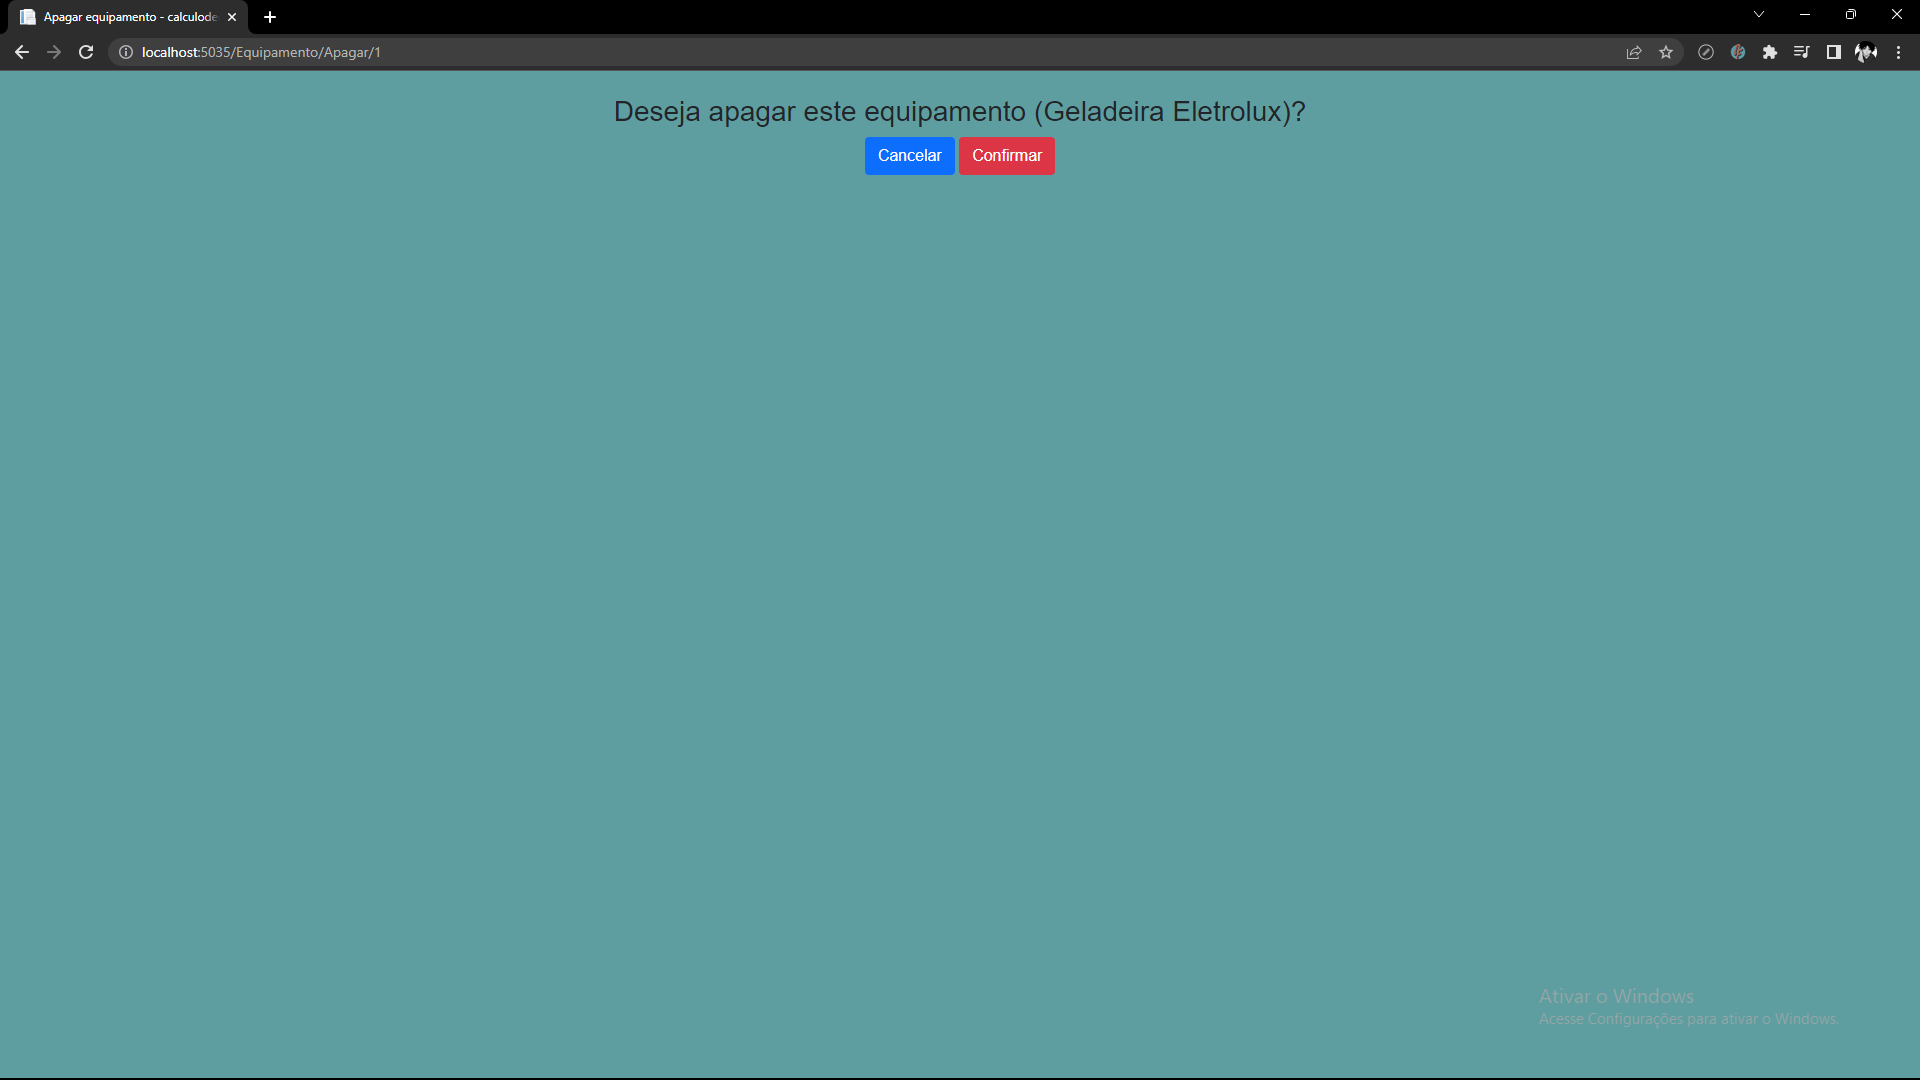 Apagar equipamento - calculode
localhost:5035/Equipamento/Apagar/1
Deseja apagar este equipamento (Geladeira Eletrolux)?
Cancelar Confirmar
Ativar o Windows
Acesse Configurações para ativar o Windows.